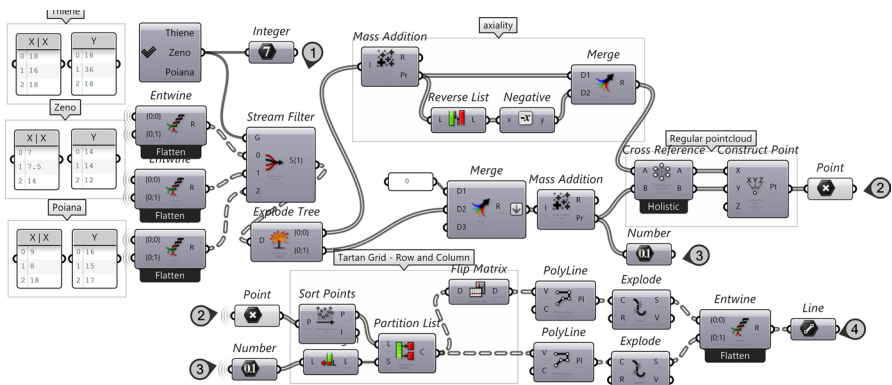 Thiene
X | X
Y
0 18
1 16
2 18
0 18
1 36
2 18
Zeno
X | X
Y
0 7
1 7.5
2 14
0 14
1 14
2 12
Poiana
X | X
Y
0 9
1 8
2 18
0 16
1 15
2 17
Thiene
Zeno
Poiana
Integer
7
1
Entwine
{0;0}
{0;1}
R
Flatten
Entwine
{0;0}
{0;1}
R
Flatten
{0;0}
{0;1}
R
Flatten
Stream Filter
G
0
1
2
S(1)
Explode Tree
D
{0;0}
{0;1}
Mass Addition
I
R
Pr
axiality
Reverse List
L
L
Negative
x
-x
y
Merge
D1
D2
R
0
Merge
D1
D2
D3
R
Mass Addition
I
R
Pr
Number
0.1
3
Regular pointcloud
Cross Reference
A
B
A
B
Holistic
Construct Point
X
Y
Z
XYZ
Pt
Point
2
Tartan Grid - Row and Column
2
Point
Sort Points
P
P
I
3
Number
0.1
L
L
Partition List
L
S
C
Flip Matrix
D
D
PolyLine
V
C
Pl
Explode
C
R
S
V
PolyLine
V
C
Pl
Explode
C
R
S
V
Entwine
{0;0}
{0;1}
R
Flatten
Line
4